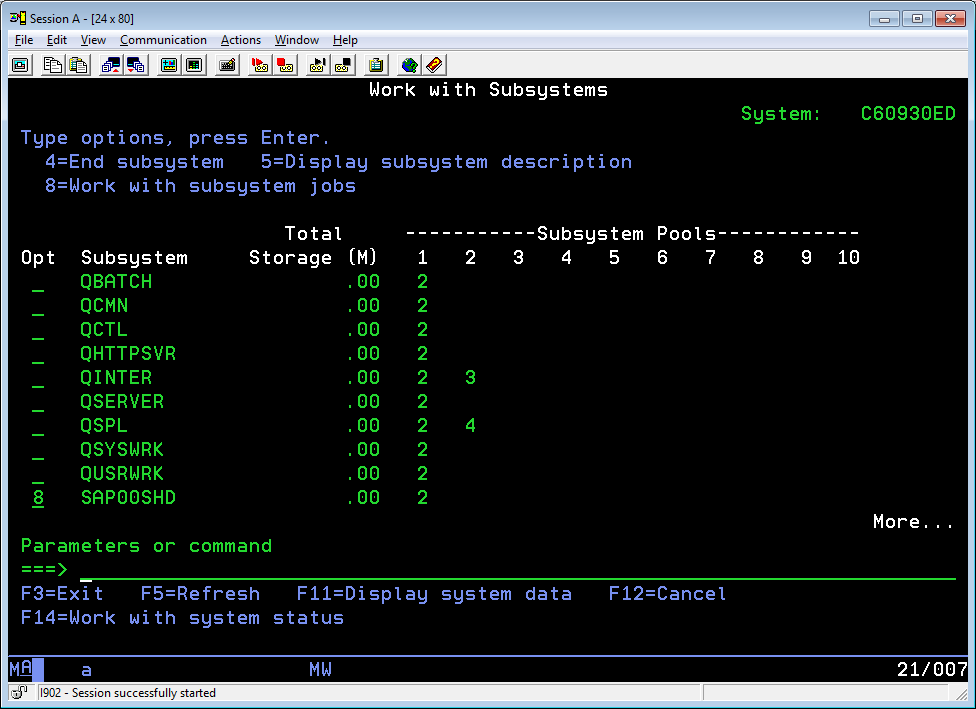 Session A - [24 x 80]
File Edit View Communication Actions Window Help
Work with Subsystems
System: C60930ED
Type options, press Enter.
4=End subsystem 5=Display subsystem description
8=Work with subsystem jobs
Total -----------Subsystem Pools------------
Opt Subsystem Storage (M) 1 2 3 4 5 6 7 8 9 10
_ QBATCH .00 2
_ QCMN .00 2
_ QCTL .00 2
_ QHTTPSVR .00 2
_ QINTER .00 2 3
_ QSERVER .00 2
_ QSPL .00 2 4
_ QSYSWRK .00 2
_ QUSRWRK .00 2
8 SAP00SHD .00 2
More...
Parameters or command
===>
F3=Exit F5=Refresh F11=Display system data F12=Cancel
F14=Work with system status
MA a MW 21/007
I902 - Session successfully started